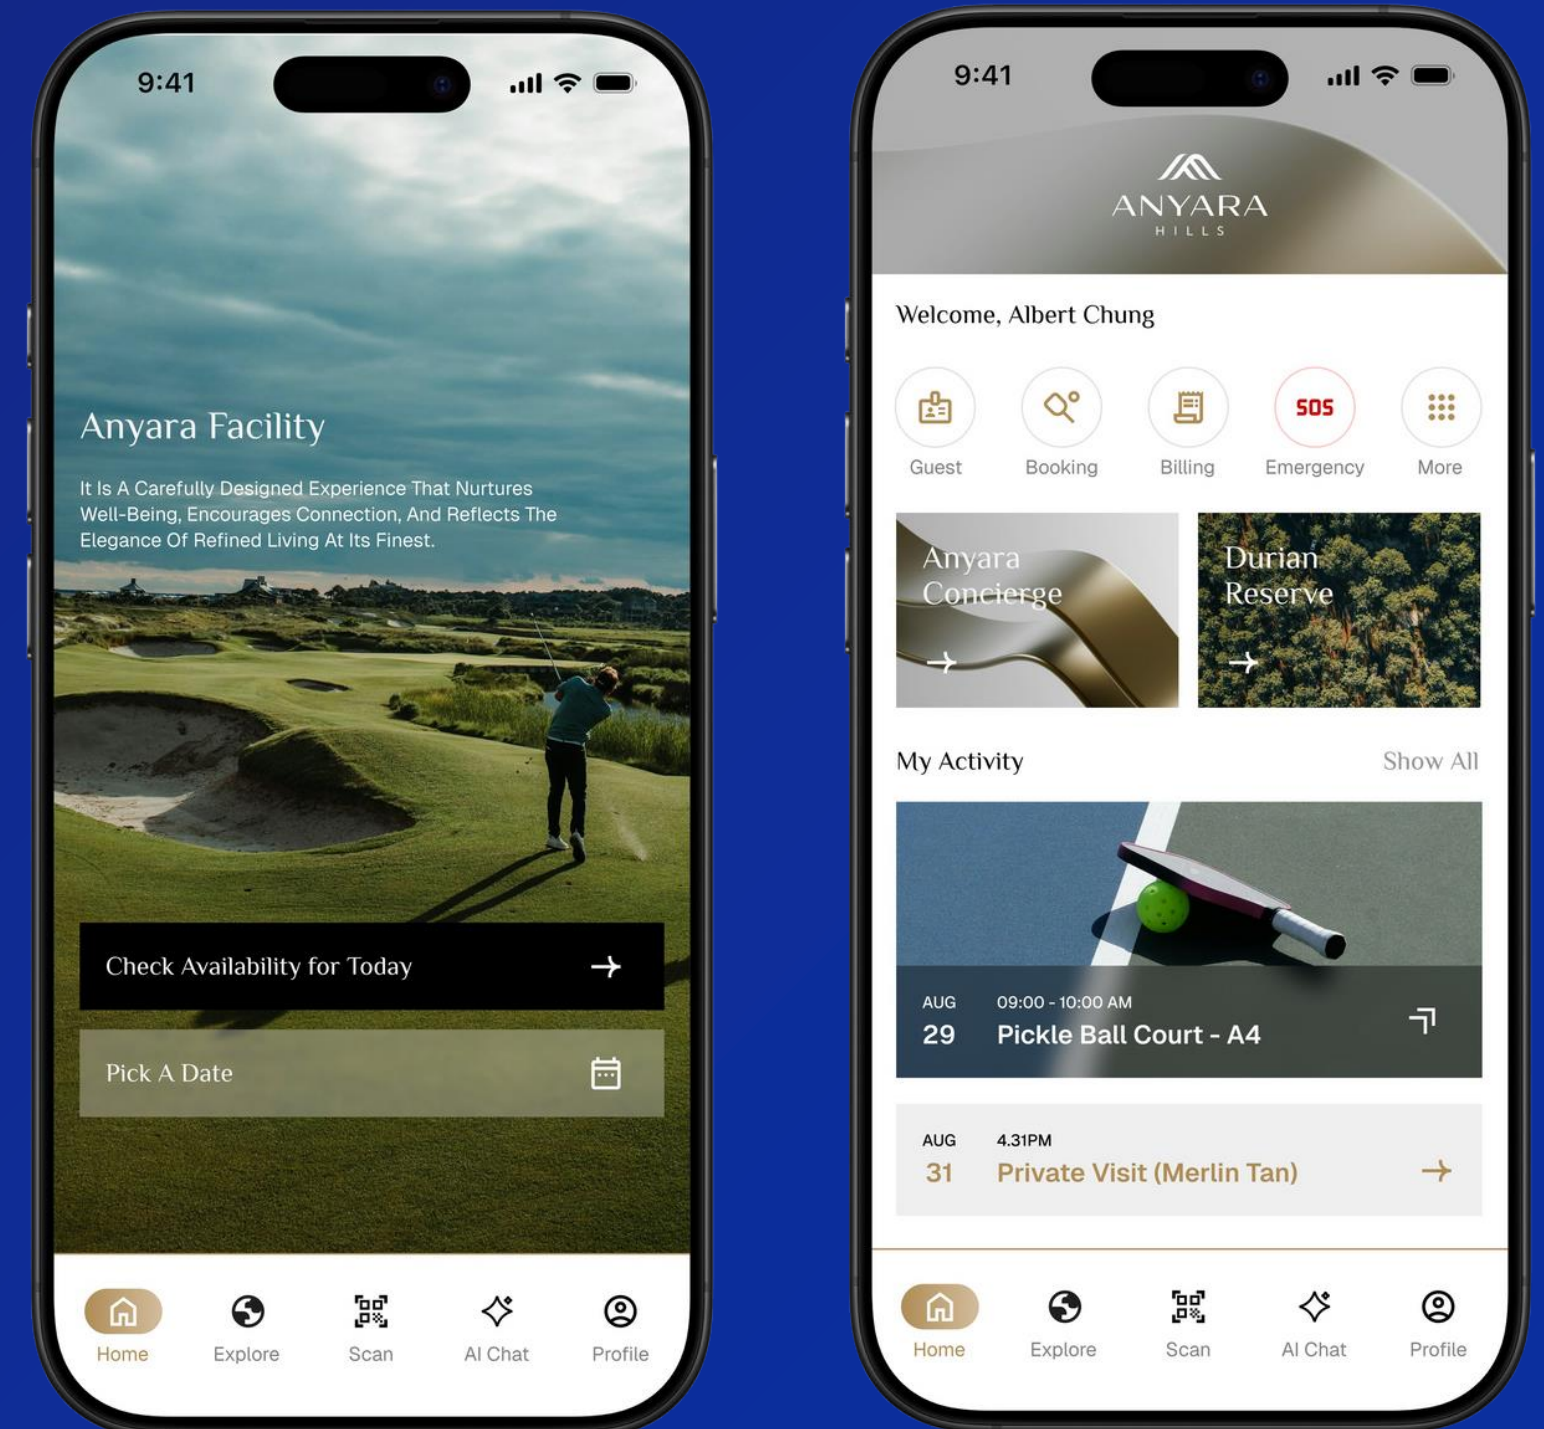 9:41
Anyara Facility
It Is A Carefully Designed Experience That Nurtures
Well-Being, Encourages Connection, And Reflects The
Elegance Of Refined Living At Its Finest.
Check Availability for Today
Pick A Date
Home Explore Scan AI Chat Profile
9:41
ANYARA
HILLS
Welcome, Albert Chung
SOS
Guest Booking Billing Emergency More
Anyara
Concierge
Durian
Reserve
My Activity Show All
AUG 09:00 - 10:00 AM
29 Pickle Ball Court - A4
AUG 4.31PM
31 Private Visit (Merlin Tan)
Home Explore Scan AI Chat Profile